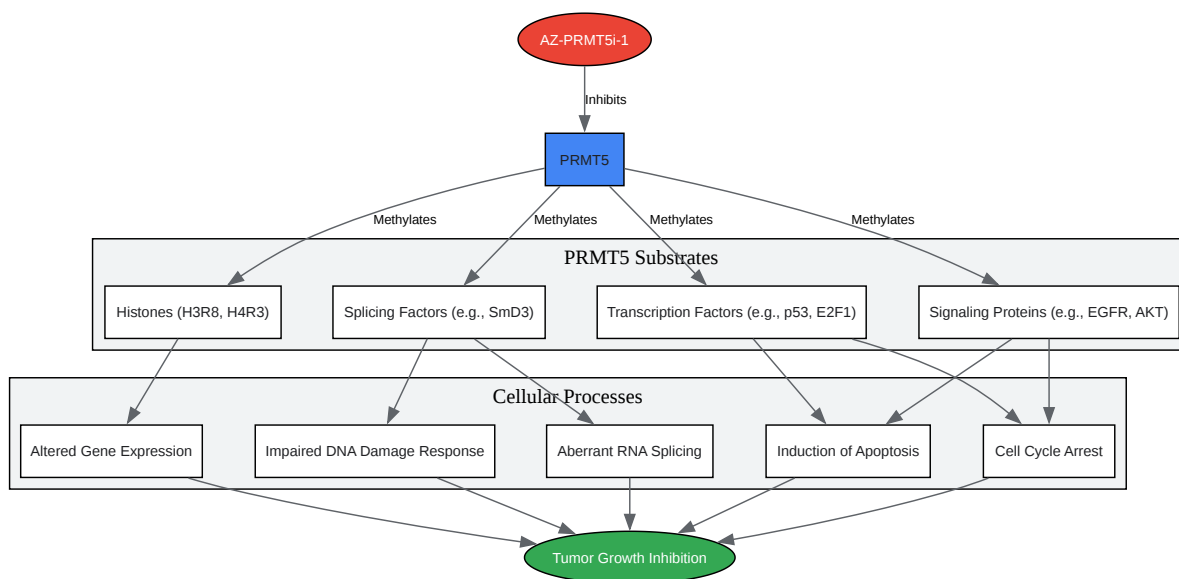 AZ-PRMT5i-1
Inhibits
PRMT5
Methylates
Methylates
Methylates
Methylates
PRMT5 Substrates
Histones (H3R8, H4R3)
Splicing Factors (e.g., SmD3)
Transcription Factors (e.g., p53, E2F1)
Signaling Proteins (e.g., EGFR, AKT)
Cellular Processes
Altered Gene Expression
Impaired DNA Damage Response
Aberrant RNA Splicing
Induction of Apoptosis
Cell Cycle Arrest
Tumor Growth Inhibition